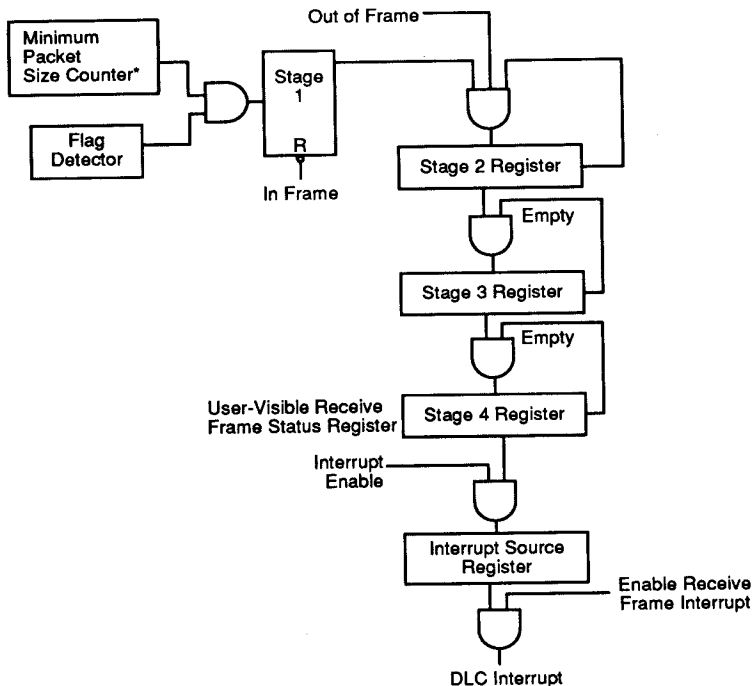 Out of Frame
Minimum
Packet
Size Counter*
Stage
1
Flag
Detector
R
In Frame
Stage 2 Register
Empty
Stage 3 Register
Empty
User-Visible Receive
Frame Status Register
Stage 4 Register
Interrupt
Enable
Interrupt Source
Register
Enable Receive
Frame Interrupt
DLC Interrupt